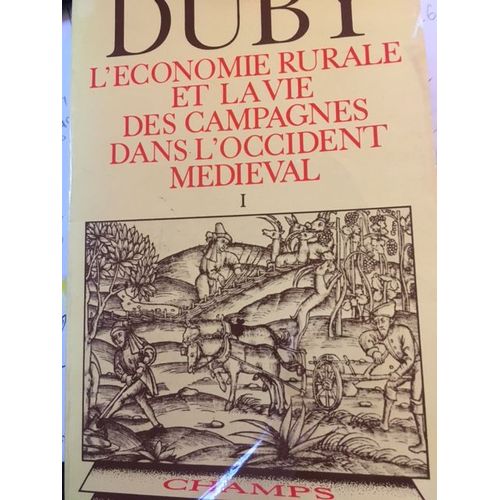 DUBY
L'ECONOMIE RURALE
ET LA VIE
DES CAMPAGNES
DANS L'OCCIDENT
MEDIEVAL
I
CHAMPS